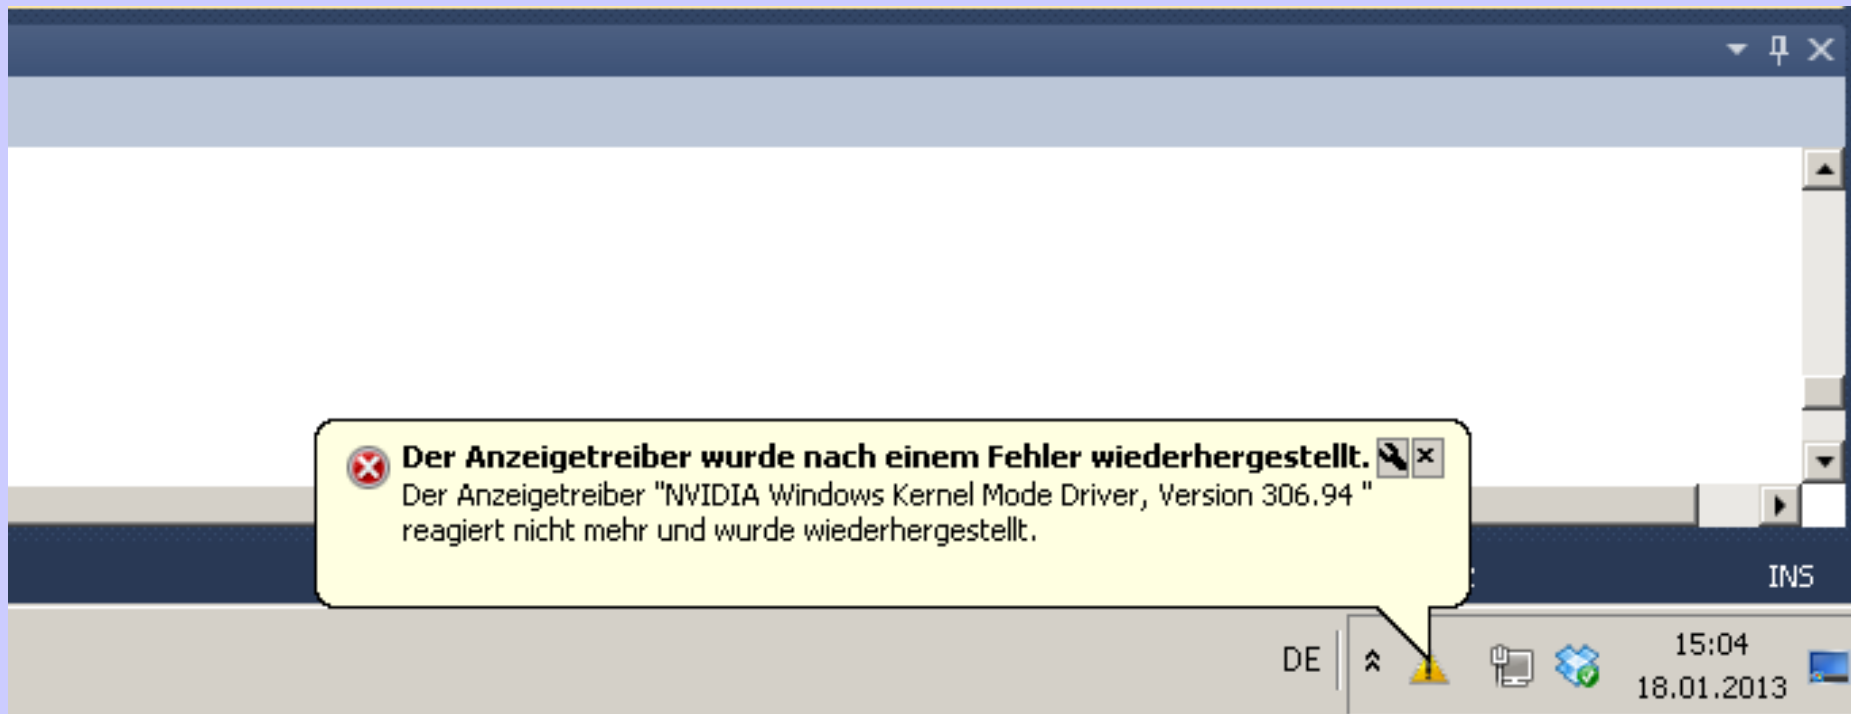 Der Anzeigetreiber wurde nach einem Fehler wiederhergestellt.
Der Anzeigetreiber "NVIDIA Windows Kernel Mode Driver, Version 306.94 "
reagiert nicht mehr und wurde wiederhergestellt.
INS
DE
15:04
18.01.2013